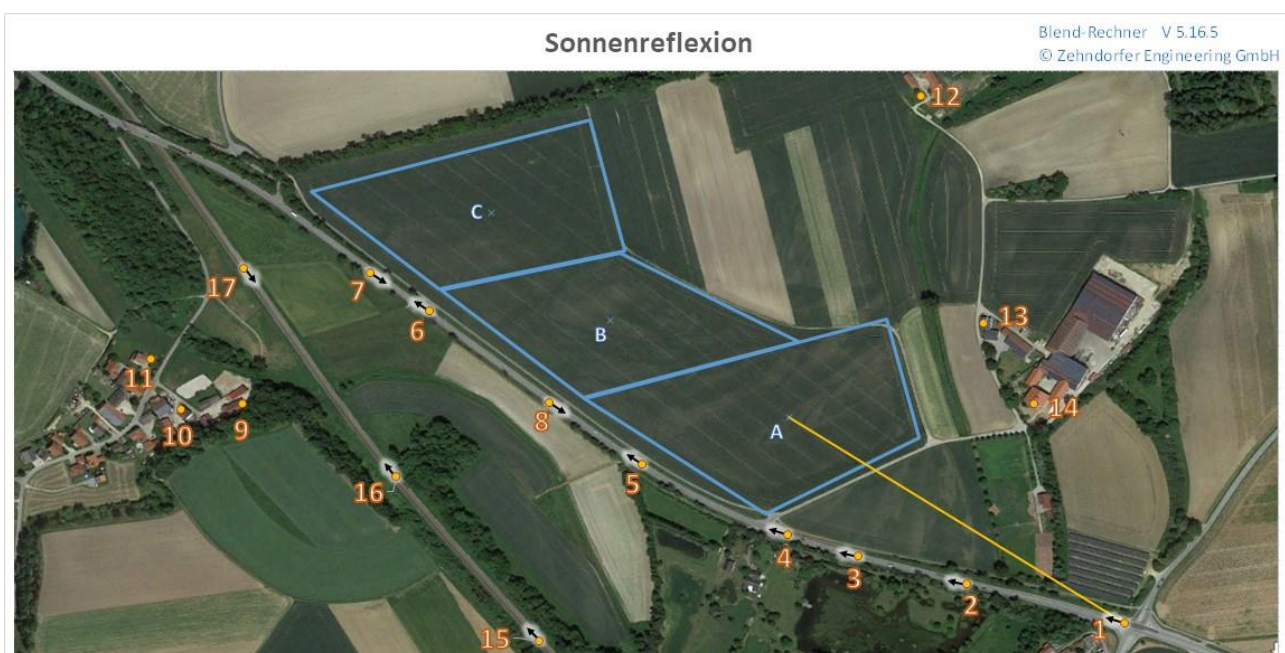 Sonnenreflexion
Blend-Rechner V 5.16.5
© Zehndorfer Engineering GmbH
12
C
17
7
6
B
13
11
8
14
10
9
A
5
16
4
3
2
1
15